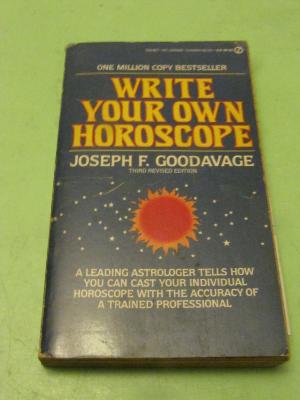 ONE MILLION COPY BESTSELLER
WRITE
YOUR OWN
HOROSCOPE
JOSEPH F. GOODAVAGE
THIRD REVISED EDITION
A LEADING ASTROLOGER TELLS HOW
YOU CAN CAST YOUR INDIVIDUAL
HOROSCOPE WITH THE ACCURACY OF
A TRAINED PROFESSIONAL